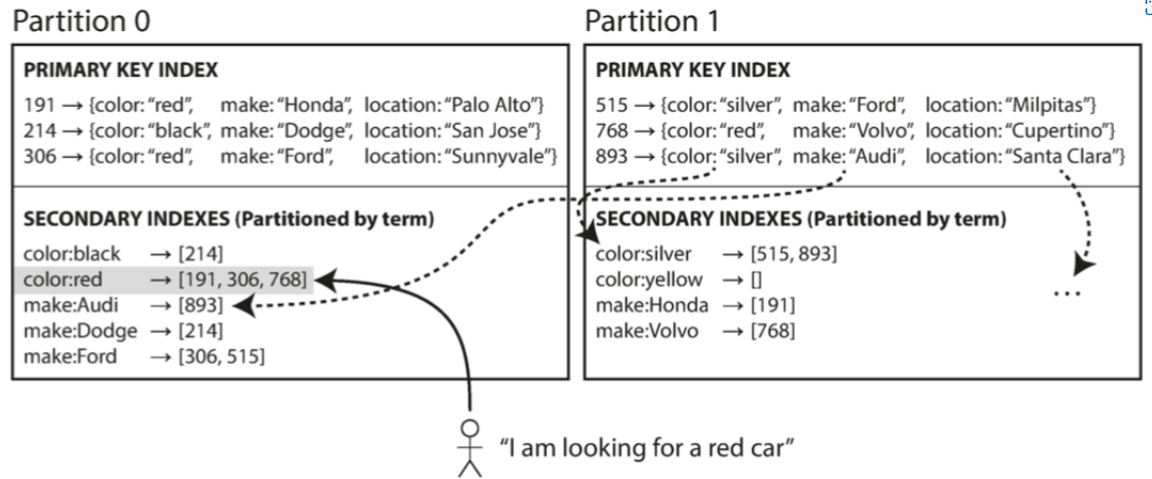 Partition 0
PRIMARY KEY INDEX
191 → {color: “red”, make: “Honda”, location: “Palo Alto”}
214 → {color: “black”, make: “Dodge”, location: “San Jose”}
306 → {color: “red”, make: “Ford”, location: “Sunnyvale”}
SECONDARY INDEXES (Partitioned by term)
color:black → [214]
color:red → [191, 306, 768]
make:Audi → [893]
make:Dodge → [214]
make:Ford → [306, 515]
Partition 1
PRIMARY KEY INDEX
515 → {color: “silver”, make: “Ford”, location: “Milpitas”}
768 → {color: “red”, make: “Volvo”, location: “Cupertino”}
893 → {color: “silver”, make: “Audi”, location: “Santa Clara”}
SECONDARY INDEXES (Partitioned by term)
color:silver → [515, 893]
color:yellow → []
make:Honda → [191]
make:Volvo → [768]
...
“I am looking for a red car”